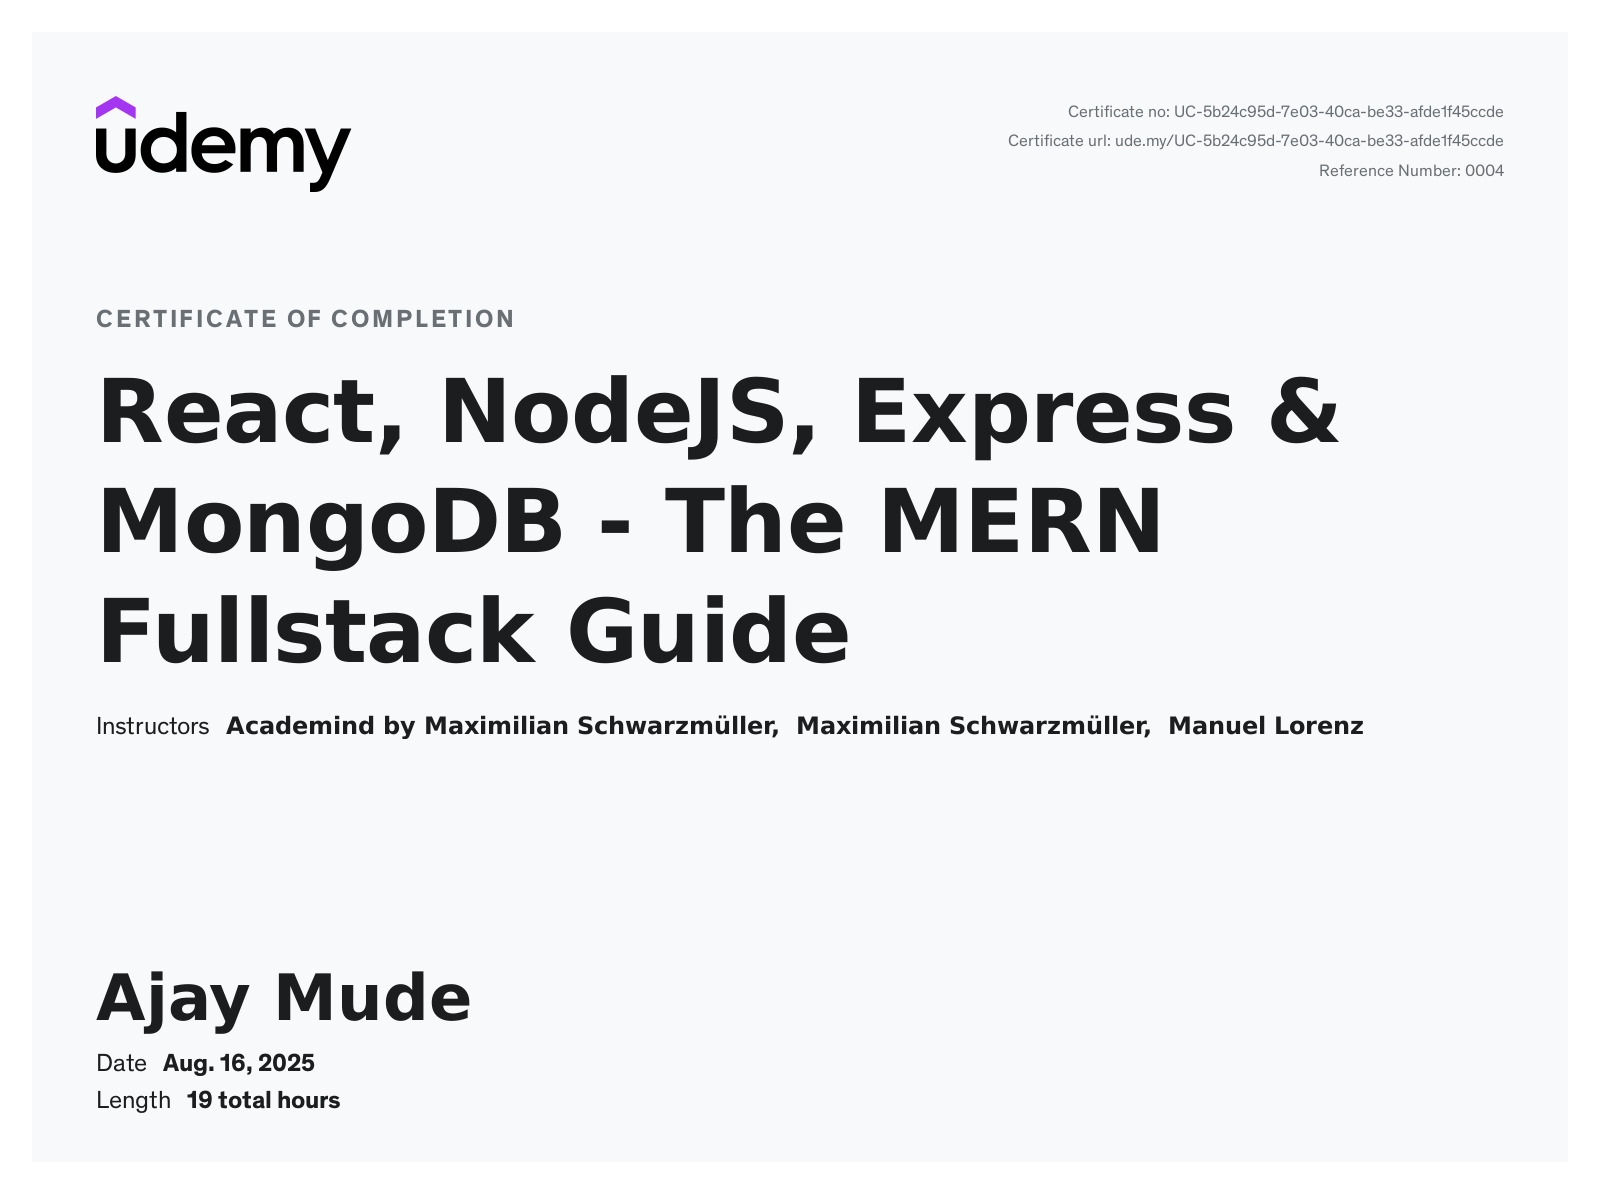 udemy
Certificate no: UC-5b24c95d-7e03-40ca-be33-afde1f45ccde
Certificate url: ude.my/UC-5b24c95d-7e03-40ca-be33-afde1f45ccde
Reference Number: 0004
CERTIFICATE OF COMPLETION
React, NodeJS, Express &
MongoDB - The MERN
Fullstack Guide
Instructors Academind by Maximilian Schwarzmüller, Maximilian Schwarzmüller, Manuel Lorenz
Ajay Mude
Date Aug. 16, 2025
Length 19 total hours